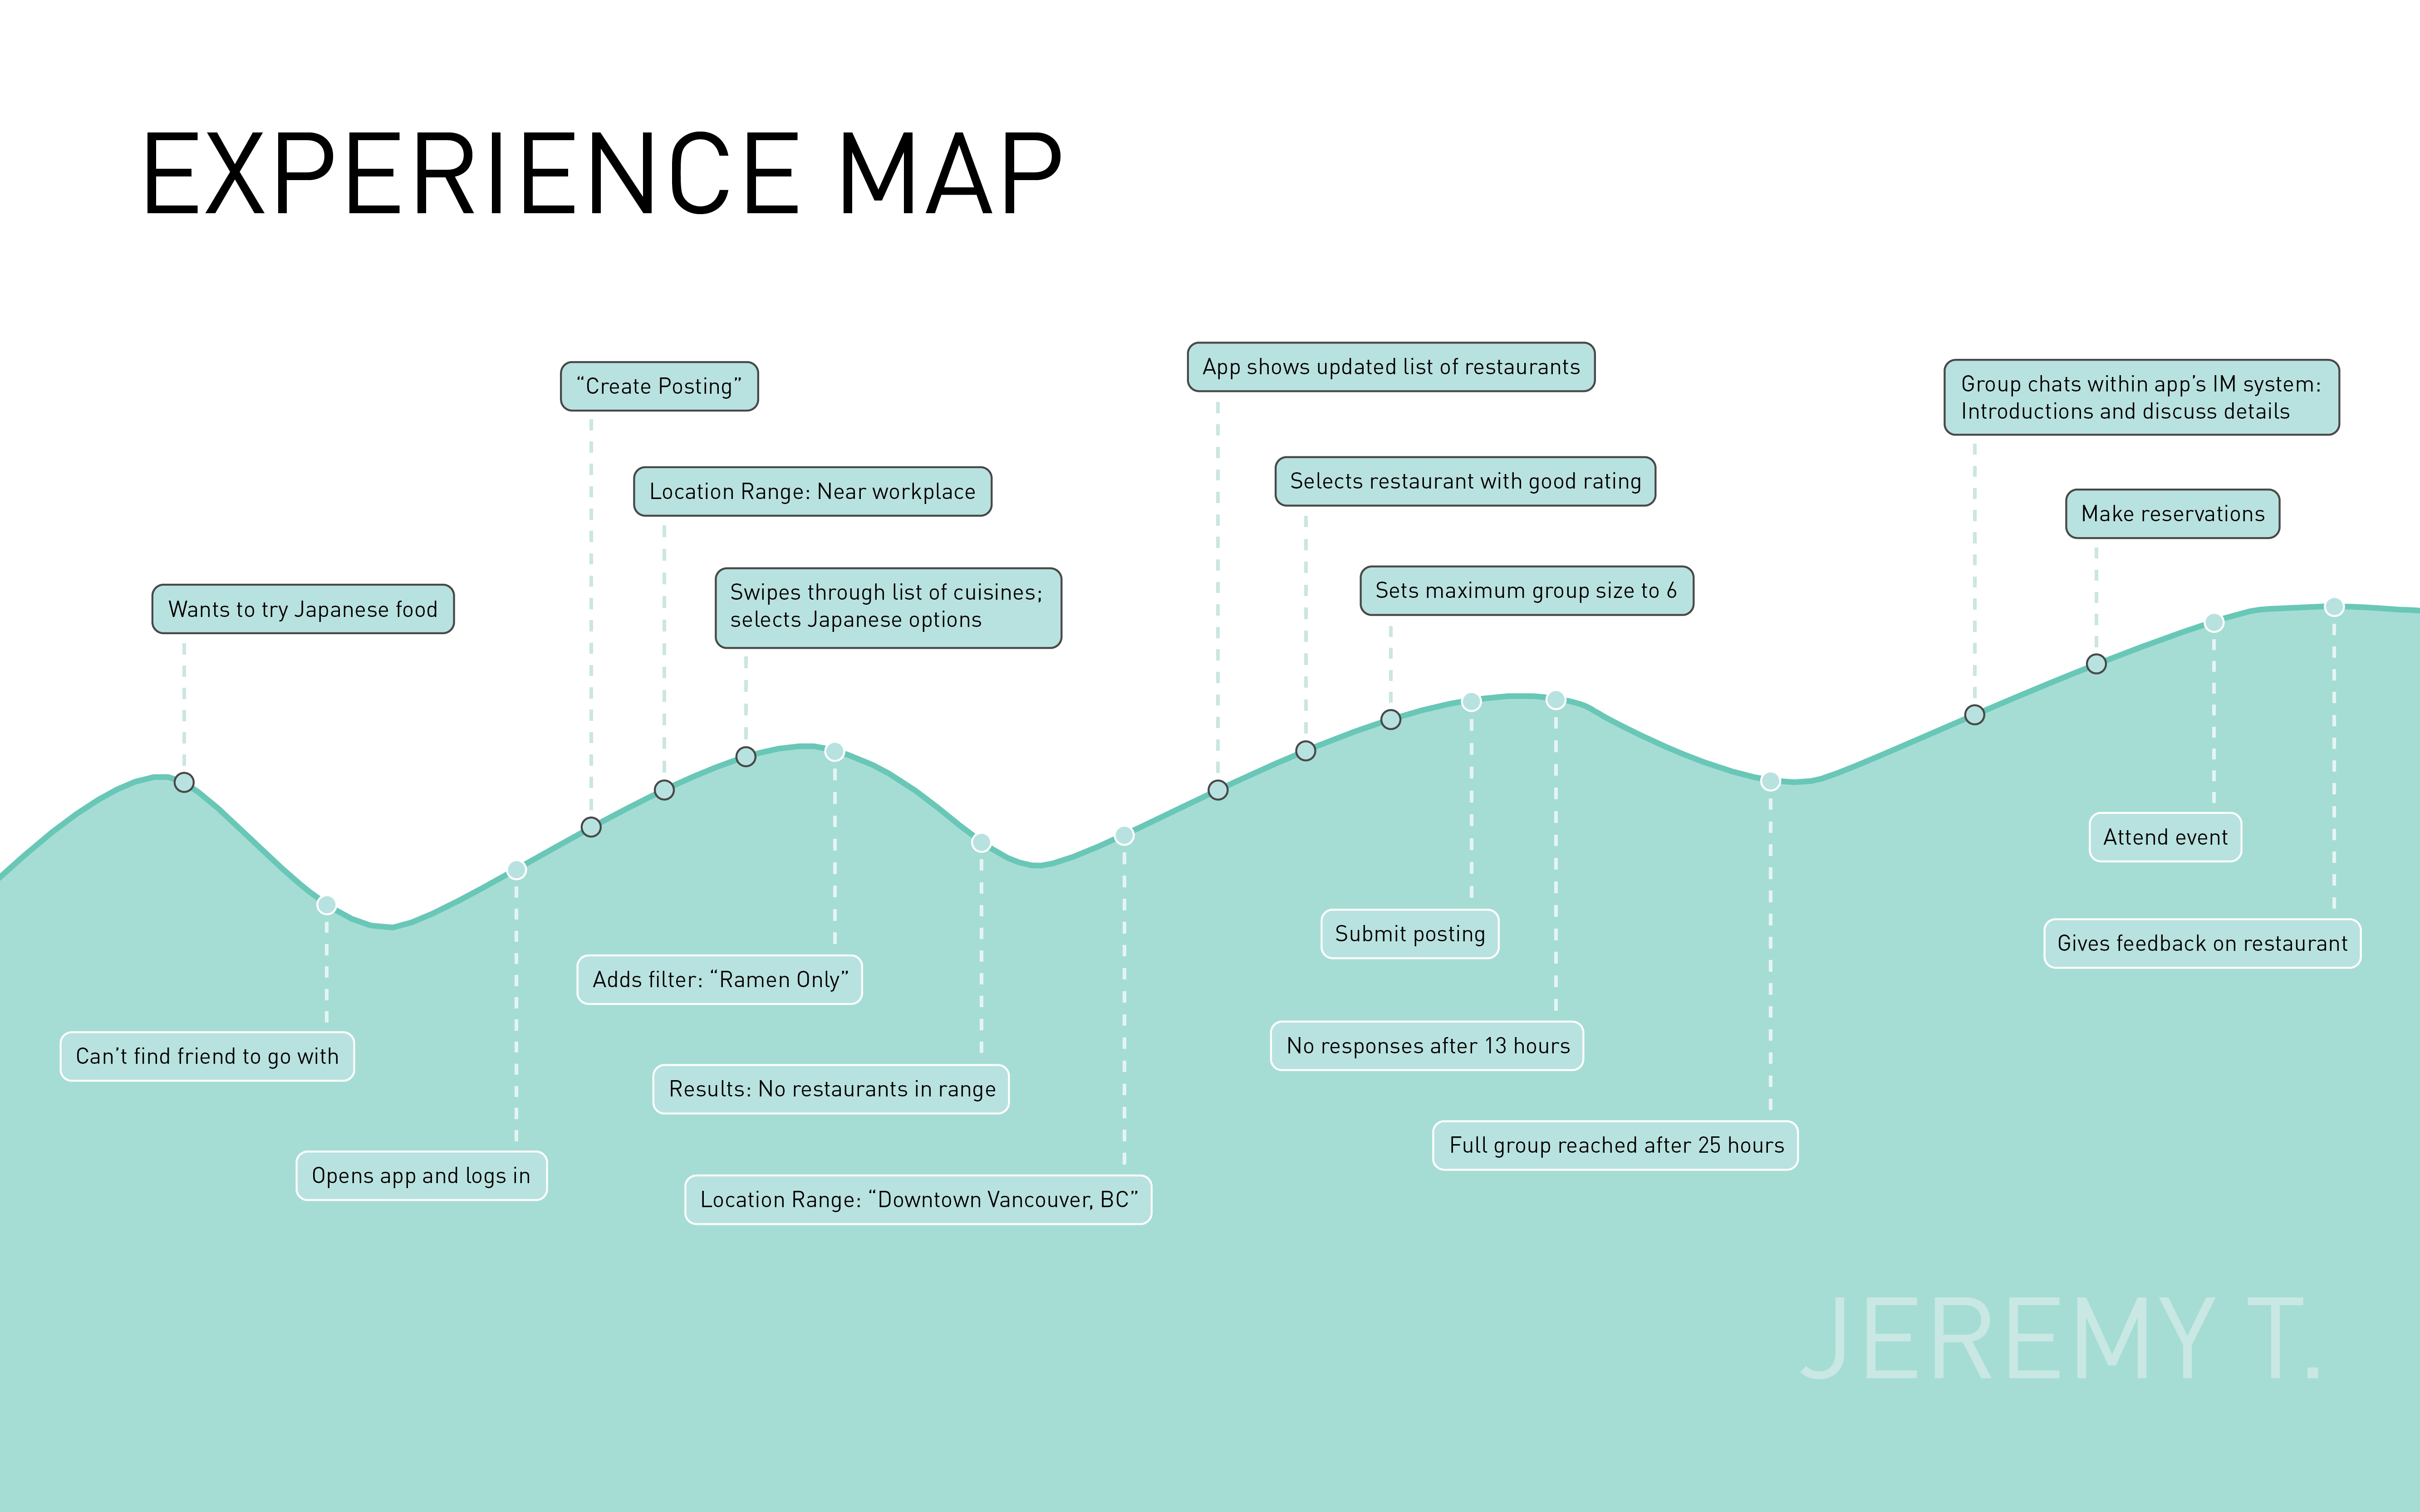 EXPERIENCE MAP
Wants to try Japanese food
Can’t find friend to go with
Opens app and logs in
“Create Posting”
Location Range: Near workplace
Swipes through list of cuisines;
selects Japanese options
Adds filter: “Ramen Only”
Results: No restaurants in range
Location Range: “Downtown Vancouver, BC”
App shows updated list of restaurants
Selects restaurant with good rating
Sets maximum group size to 6
Submit posting
No responses after 13 hours
Full group reached after 25 hours
Group chats within app’s IM system:
Introductions and discuss details
Make reservations
Attend event
Gives feedback on restaurant
JEREMY T.